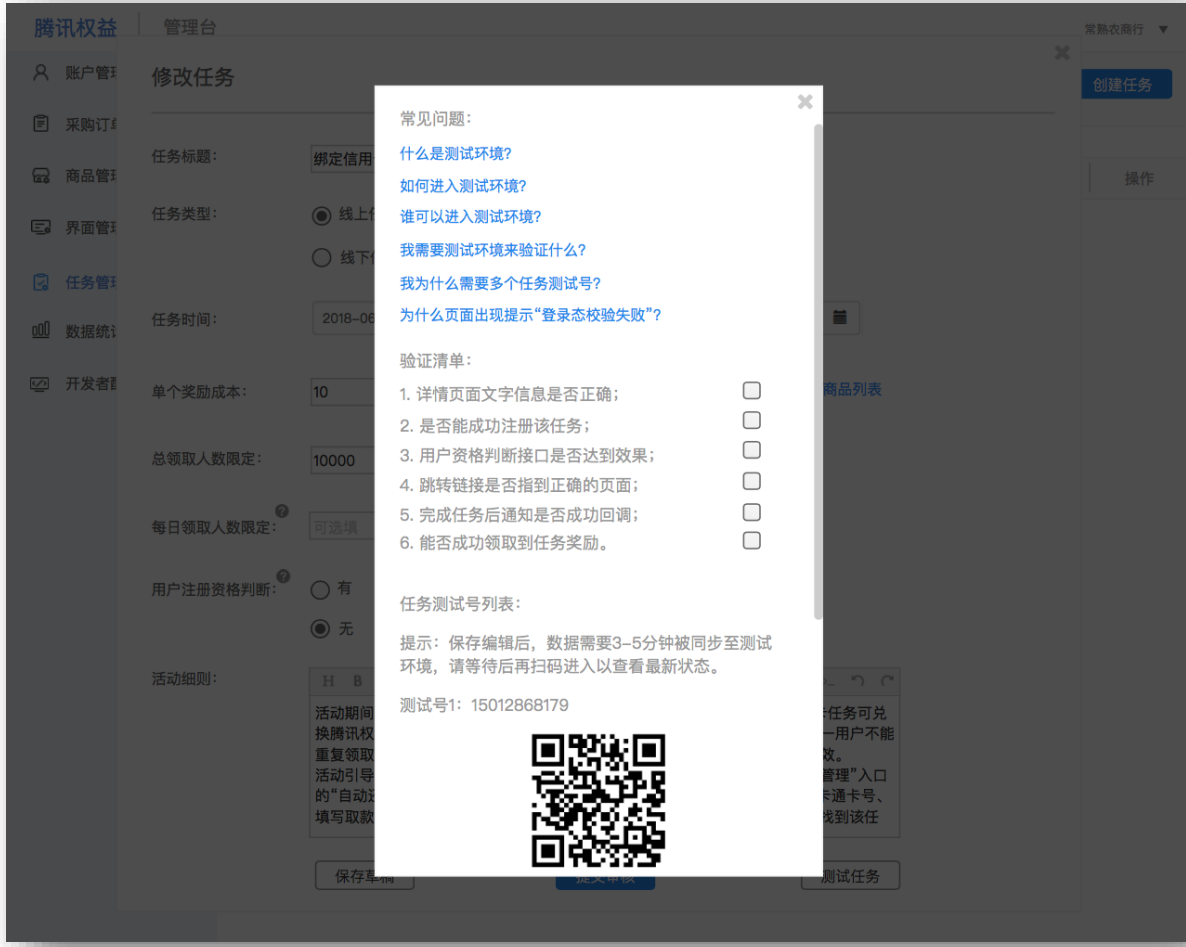 腾讯权益
管理台
常熟农商行
账户管
修改任务
创建任务
采购订
常见问题：
什么是测试环境?
任务标题：
绑定信用
如何进入测试环境?
商品管
操作
任务类型：
线上
谁可以进入测试环境?
界面管
我需要测试环境来验证什么?
线下
任务管
我为什么需要多个任务测试号?
任务时间：
2018-06
为什么页面出现提示“登录态校验失败”?
数据统
验证清单：
开发者
单个奖励成本：
10
商品列表
1. 详情页面文字信息是否正确；
2. 是否能成功注册该任务；
总领取人数限定：
10000
3. 用户资格判断接口是否达到效果；
4. 跳转链接是否指到正确的页面；
每日领取人数限定：
可选填
5. 完成任务后通知是否成功回调；
6. 能否成功领取到任务奖励。
用户注册资格判断：
有
无
任务测试号列表：
提示：保存编辑后，数据需要3-5分钟被同步至测试
环境，请等待后再扫码进入以查看最新状态。
活动细则：
H B
测试号1：15012868179
活动期间
任务可兑
换腾讯权
一用户不能
重复领取
效。
活动引导
管理”入口
的“自动还
卡通卡号、
填写取款
找到该任
保存草稿
提交审核
测试任务